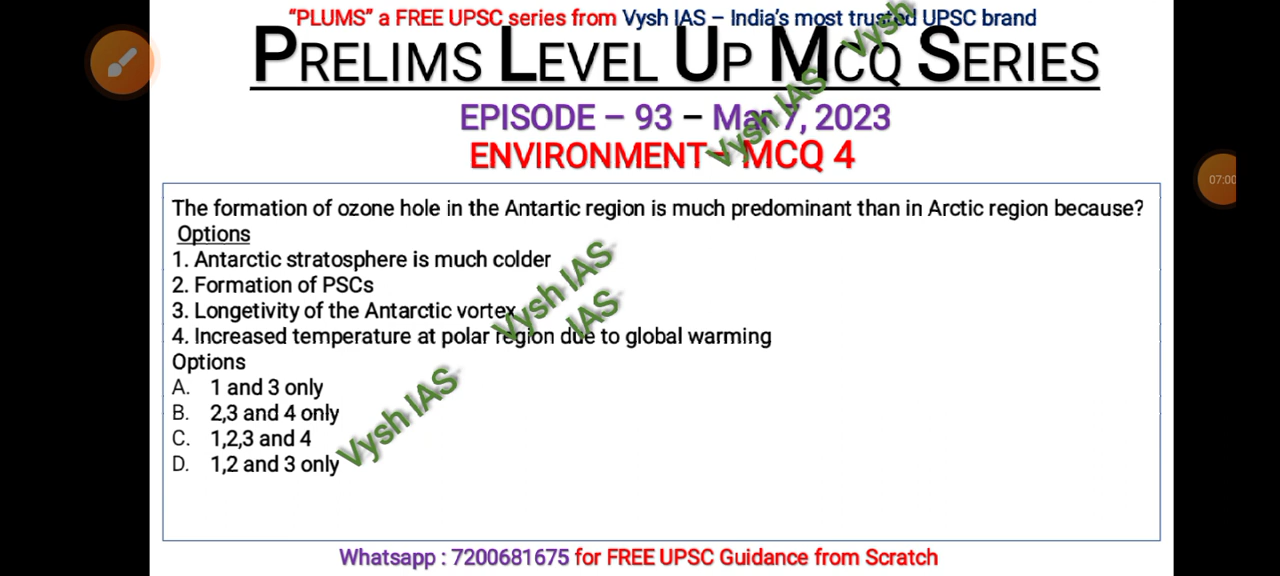 “PLUMS” a FREE UPSC series from Vysh IAS – India’s most trusted UPSC brand
PRELIMS LEVEL UP MCQ SERIES
EPISODE – 93 – Mar 7, 2023
ENVIRONMENT - MCQ 4
07:00
The formation of ozone hole in the Antartic region is much predominant than in Arctic region because?
Options
1. Antarctic stratosphere is much colder
2. Formation of PSCs
3. Longetivity of the Antarctic vortex
4. Increased temperature at polar region due to global warming
Options
A. 1 and 3 only
B. 2,3 and 4 only
C. 1,2,3 and 4
D. 1,2 and 3 only
Vysh IAS
Vysh IAS
Vysh IAS
IAS
Vysh IAS
Vysh
Whatsapp : 7200681675 for FREE UPSC Guidance from Scratch